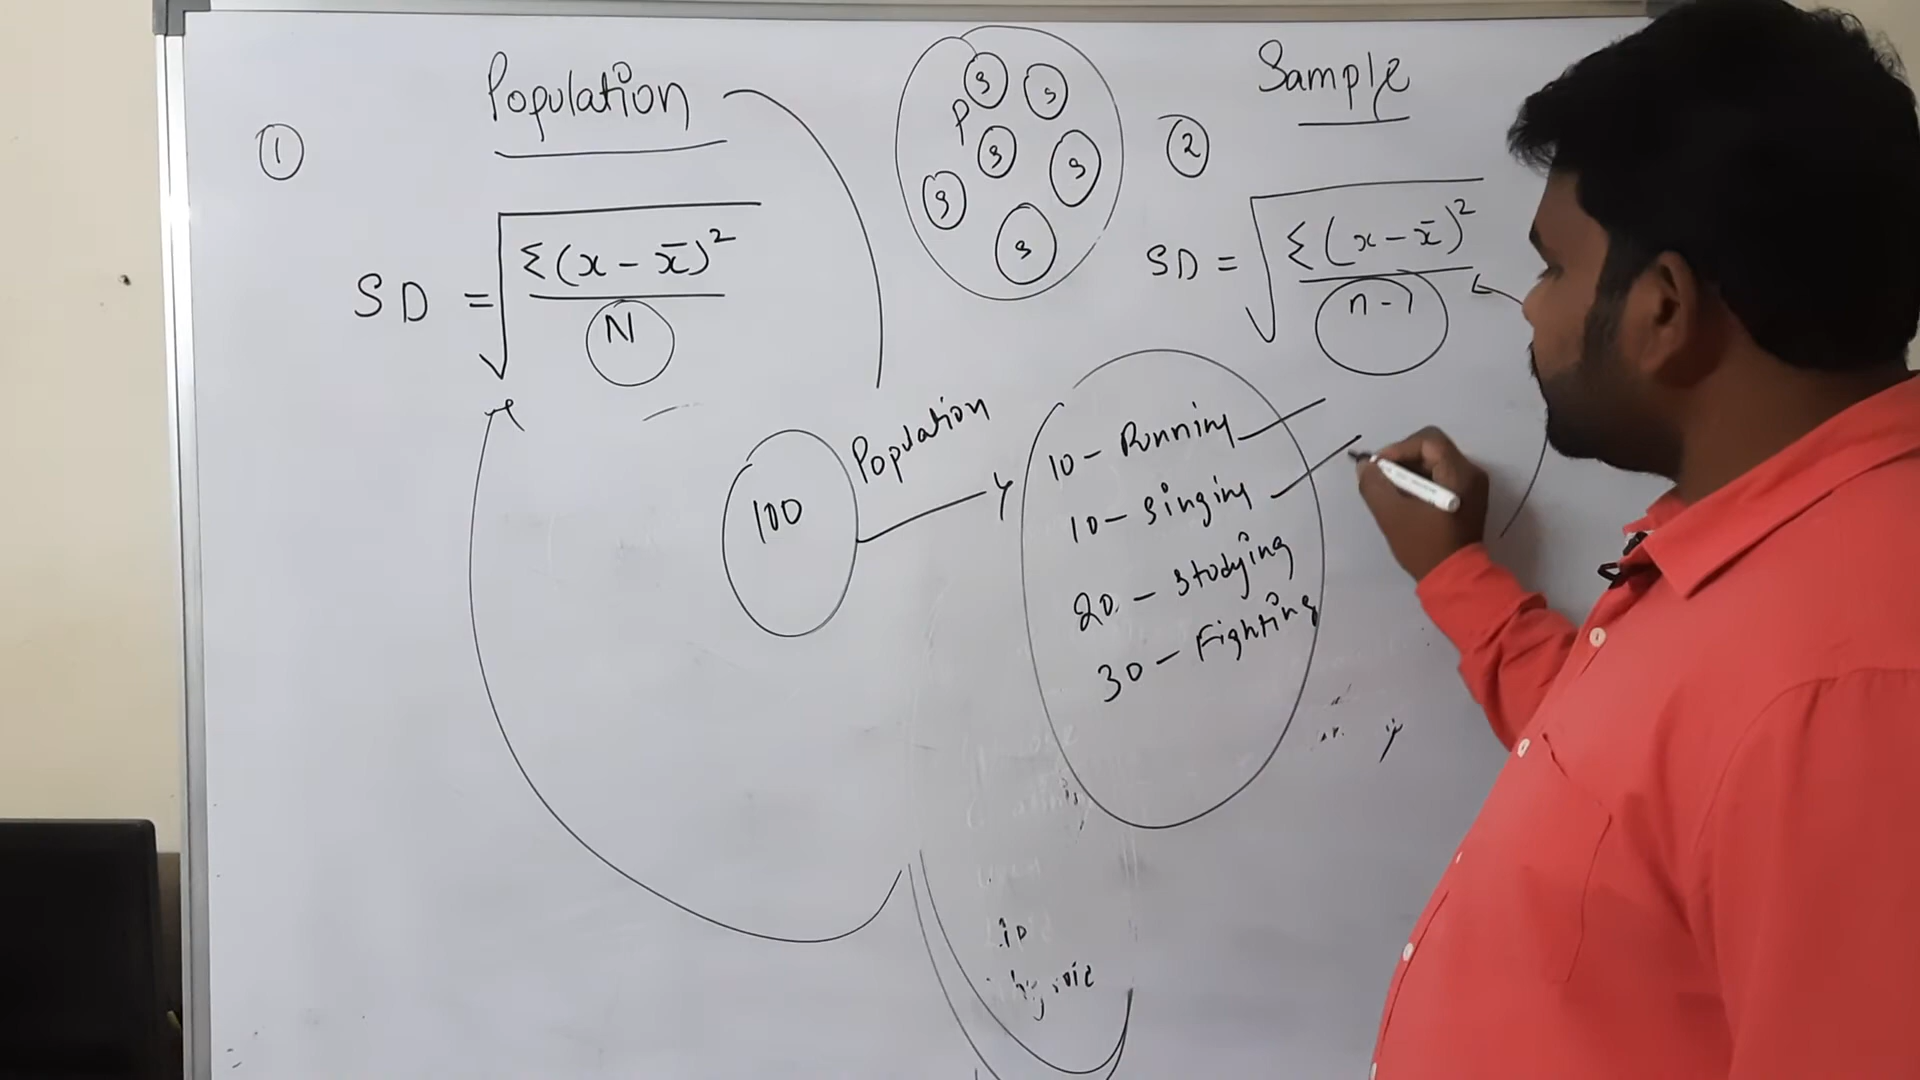 Population
①
SD = √Σ(x - x̄)² / N
P
s
s
s
s
s
s
Sample
②
SD = √Σ(x - x̄)² / n - 1
100
Population
10 - Running
10 - Singing
20 - Studying
30 - Fighting